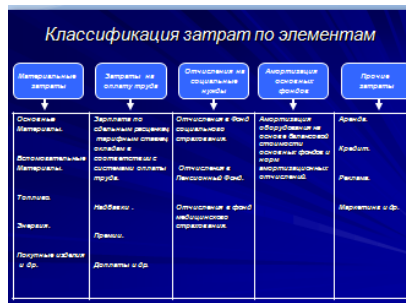 Классификация затрат по элементам
Материальные
затраты
Затраты на
оплату труда
Отчисления на
социальные
нужды
Амортизация
основных
фондов
Прочие
затраты
Основные
Материалы.
Вспомогательные
Материалы.
Топливо.
Энергия.
Покупные изделия
и др.
Зарплата по
сдельным расценкам,
тарифным ставкам,
окладам в
соответствии с
системами оплаты
труда.
Надбавки .
Премии.
Доплаты и др.
Отчисления в Фонд
социального
страхования.
Отчисления в
Пенсионный Фонд.
Отчисления в фонд
медицинского
страхования.
Амортизация
оборудования на
основе балансовой
стоимости
основных фондов и
норм
амортизационных
отчислений.
Аренда.
Кредит.
Реклама.
Маркетинг и др.